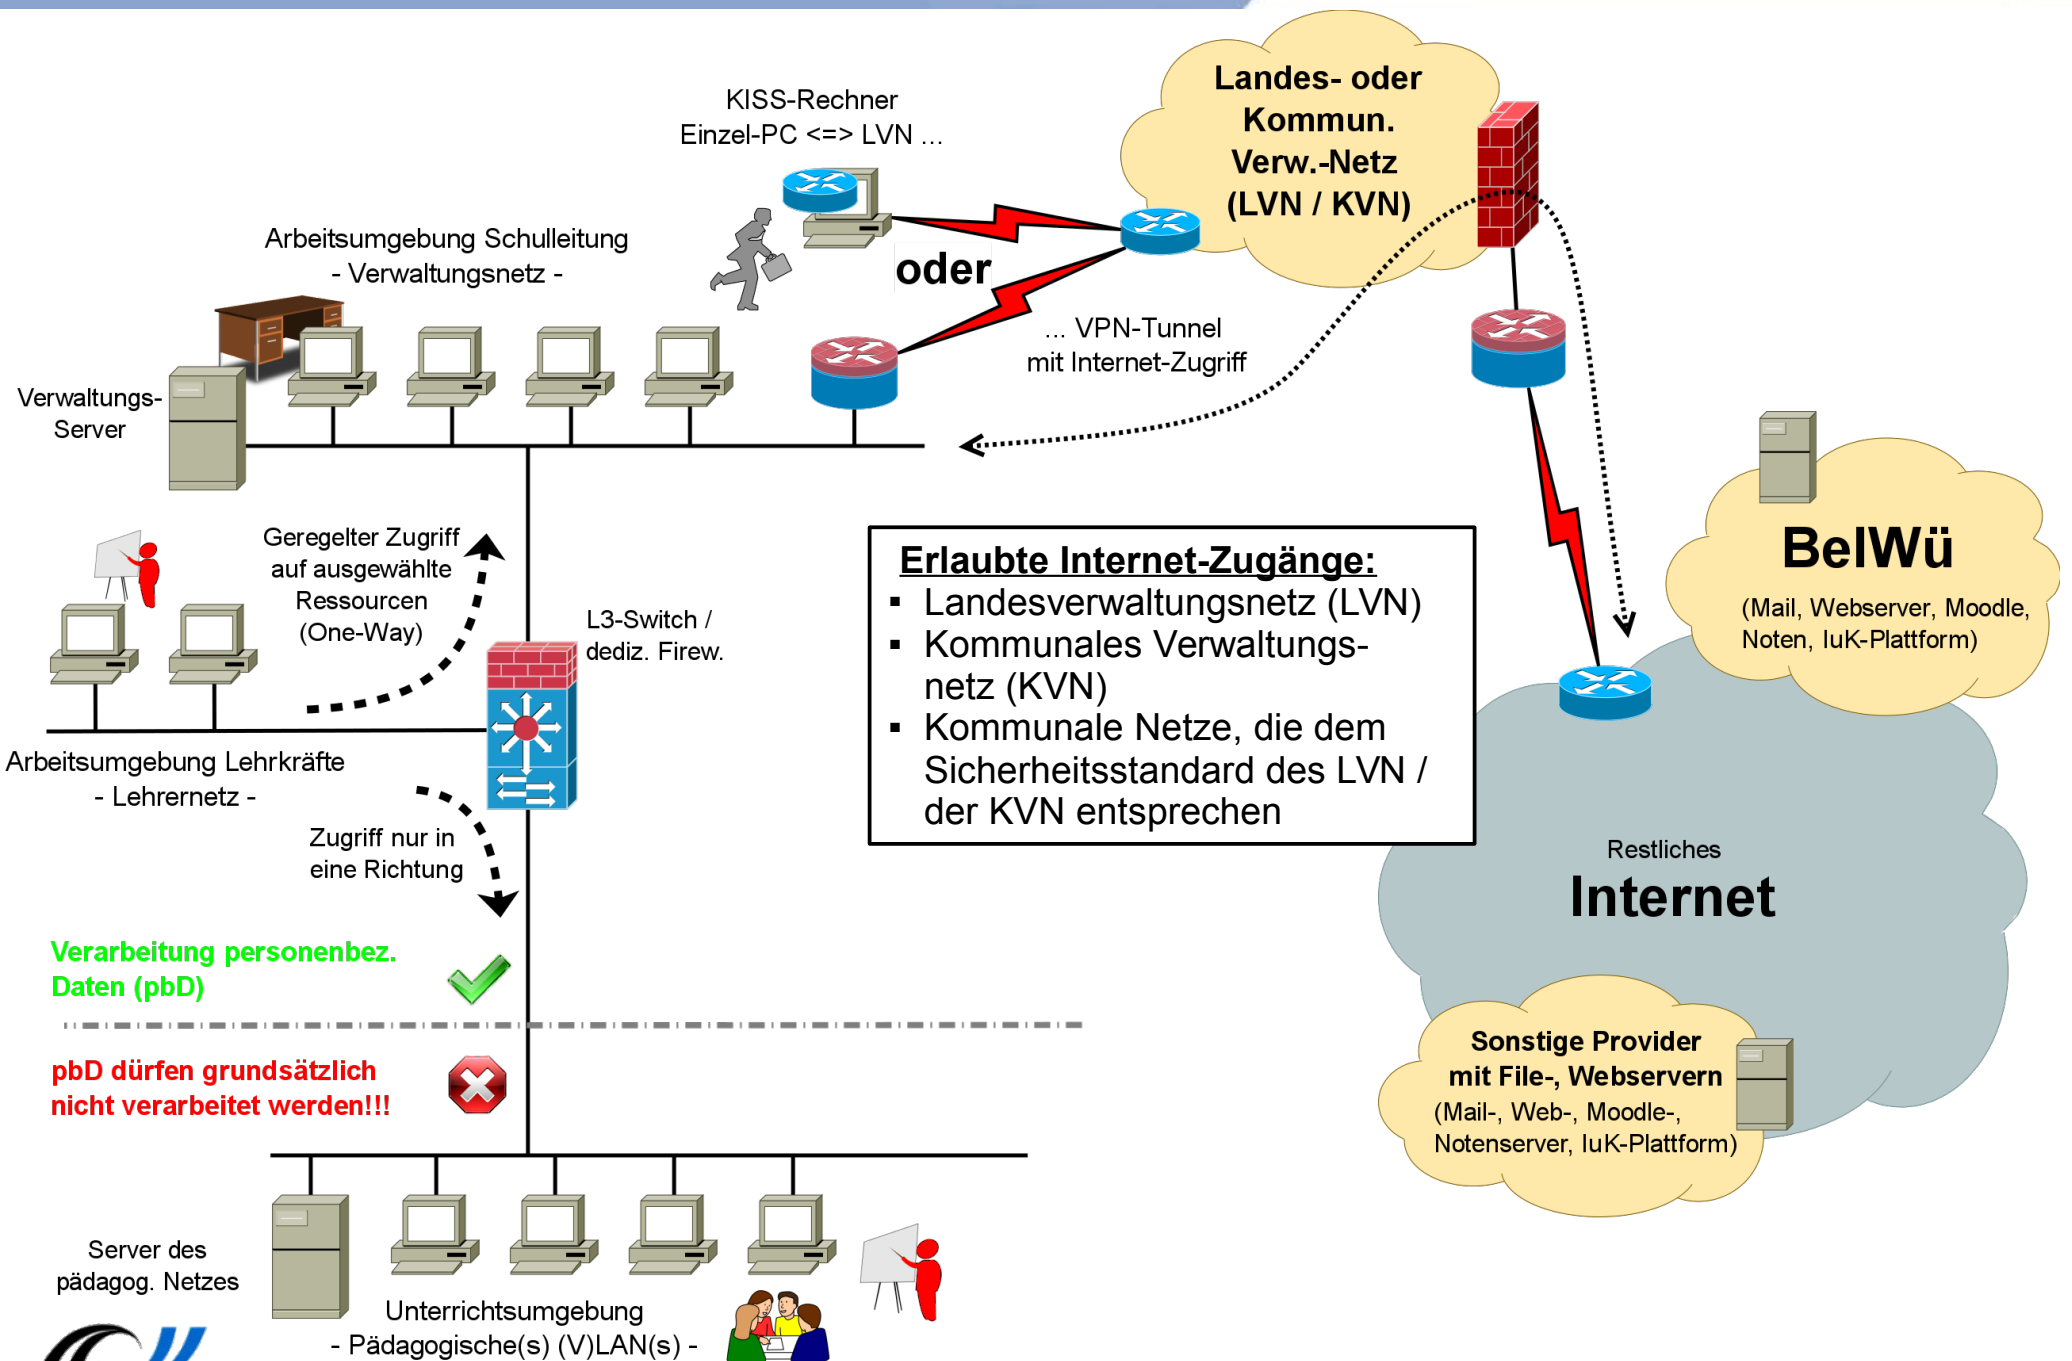 Landes- oder
Kommun.
Verw.-Netz
(LVN / KVN)
KISS-Rechner
Einzel-PC <=> LVN ...
oder
Arbeitsumgebung Schulleitung
- Verwaltungsnetz -
... VPN-Tunnel
mit Internet-Zugriff
Verwaltungs-
Server
Geregelter Zugriff
auf ausgewählte
Ressourcen
(One-Way)
L3-Switch /
dediz. Firew.
Erlaubte Internet-Zugänge:
▪ Landesverwaltungsnetz (LVN)
▪ Kommunales Verwaltungs-
netz (KVN)
▪ Kommunale Netze, die dem
Sicherheitsstandard des LVN /
der KVN entsprechen
BelWü
(Mail, Webserver, Moodle,
Noten, IuK-Plattform)
Arbeitsumgebung Lehrkräfte
- Lehrernetz -
Zugriff nur in
eine Richtung
Restliches
Internet
Verarbeitung personenbez.
Daten (pbD)
pbD dürfen grundsätzlich
nicht verarbeitet werden!!!
Sonstige Provider
mit File-, Webservern
(Mail-, Web-, Moodle-,
Notenserver, IuK-Plattform)
Server des
pädagog. Netzes
Unterrichtsumgebung
- Pädagogische(s) (V)LAN(s) -